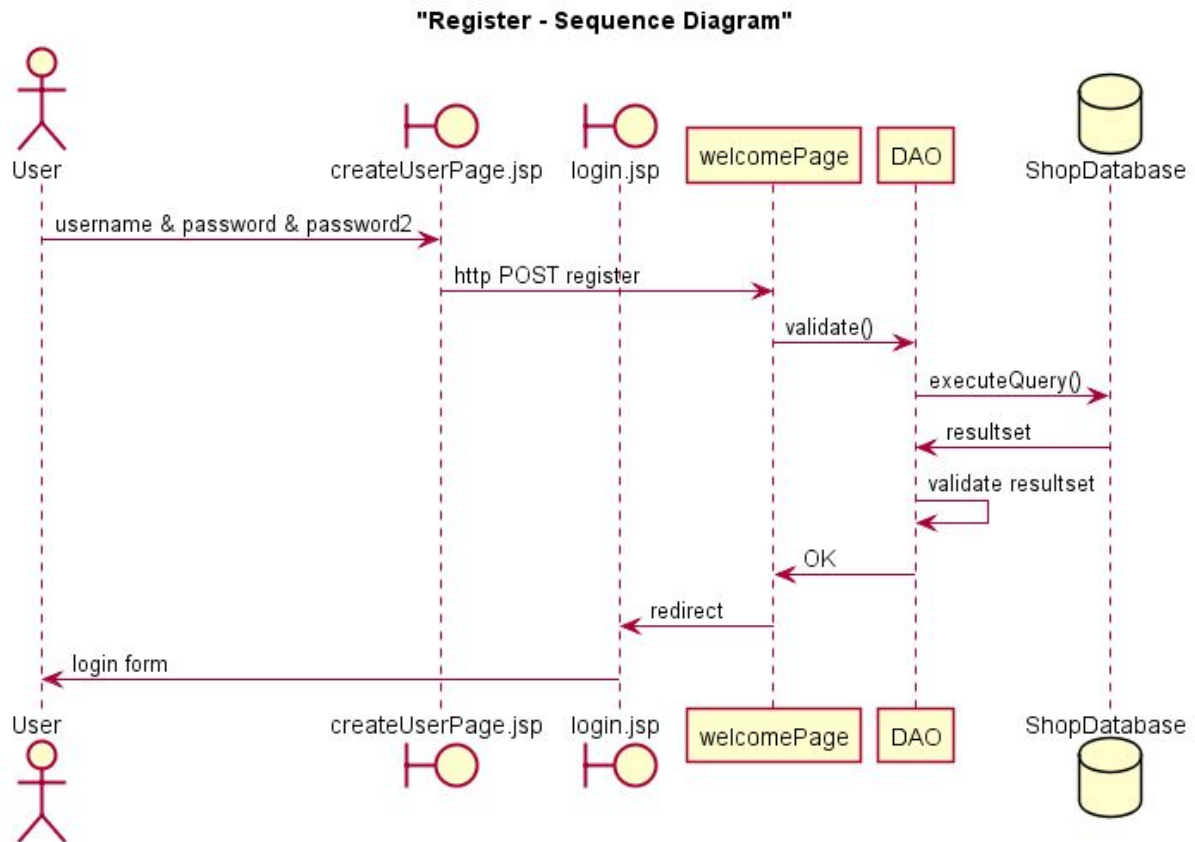 "Register - Sequence Diagram"
User
createUserPage.jsp
login.jsp
welcomePage
DAO
ShopDatabase
username & password & password2
http POST register
validate()
executeQuery()
resultset
validate resultset
OK
redirect
login form
User
createUserPage.jsp
login.jsp
welcomePage
DAO
ShopDatabase